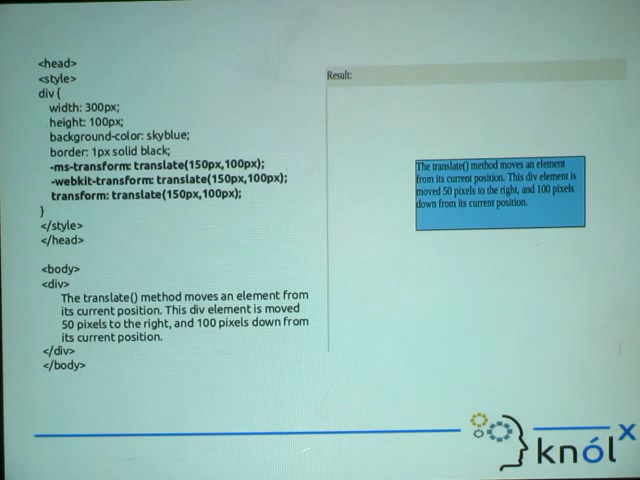 <head>
<style>
div {
width: 300px;
height: 100px;
background-color: skyblue;
border: 1px solid black;
-ms-transform: translate(150px,100px);
-webkit-transform: translate(150px,100px);
transform: translate(150px,100px);
}
</style>
</head>
<body>
<div>
The translate() method moves an element from
its current position. This div element is moved
50 pixels to the right, and 100 pixels down from
its current position.
</div>
</body>
Result:
The translate() method moves an element
from its current position. This div element is
moved 50 pixels to the right, and 100 pixels
down from its current position.
knólx